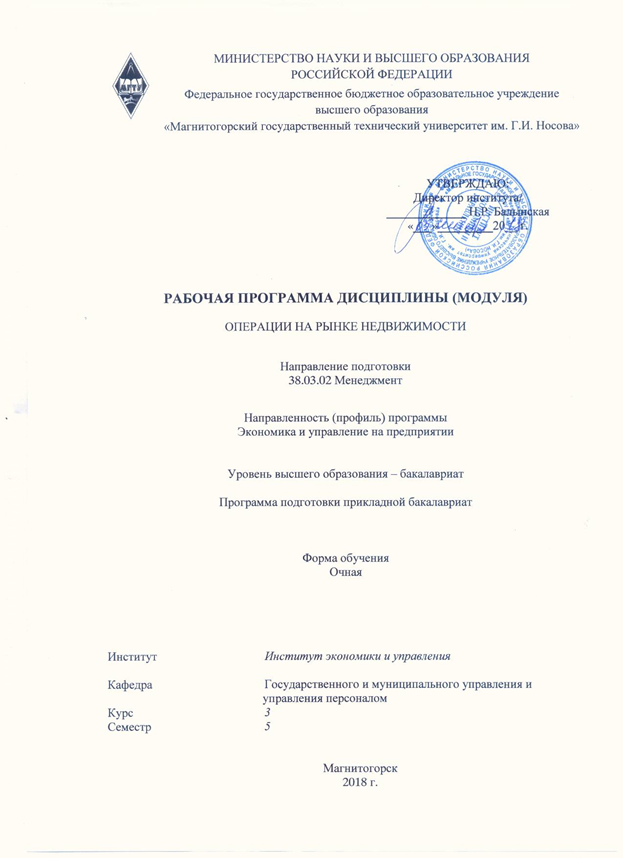 МИНИСТЕРСТВО НАУКИ И ВЫСШЕГО ОБРАЗОВАНИЯ
РОССИЙСКОЙ ФЕДЕРАЦИИ
Федеральное государственное бюджетное образовательное учреждение
высшего образования
«Магнитогорский государственный технический университет им. Г.И. Носова»
УТВЕРЖДАЮ:
Директор института
Н.Р. Балынская
« 20 г.
РАБОЧАЯ ПРОГРАММА ДИСЦИПЛИНЫ (МОДУЛЯ)
ОПЕРАЦИИ НА РЫНКЕ НЕДВИЖИМОСТИ
Направление подготовки
38.03.02 Менеджмент
Направленность (профиль) программы
Экономика и управление на предприятии
Уровень высшего образования – бакалавриат
Программа подготовки прикладной бакалавриат
Форма обучения
Очная
Институт Институт экономики и управления
Кафедра Государственного и муниципального управления и
управления персоналом
Курс 3
Семестр 5
Магнитогорск
2018 г.